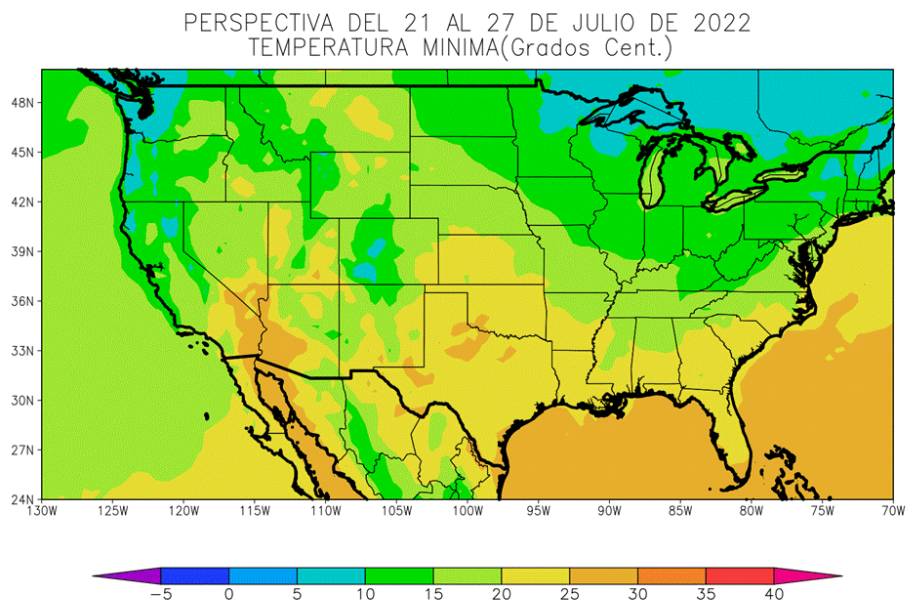 PERSPECTIVA DEL 21 AL 27 DE JULIO DE 2022
TEMPERATURA MINIMA(Grados Cent.)
48N
45N
42N
39N
36N
33N
30N
27N
24N
130W 125W 120W 115W 110W 105W 100W 95W 90W 85W 80W 75W 70W
-5 0 5 10 15 20 25 30 35 40